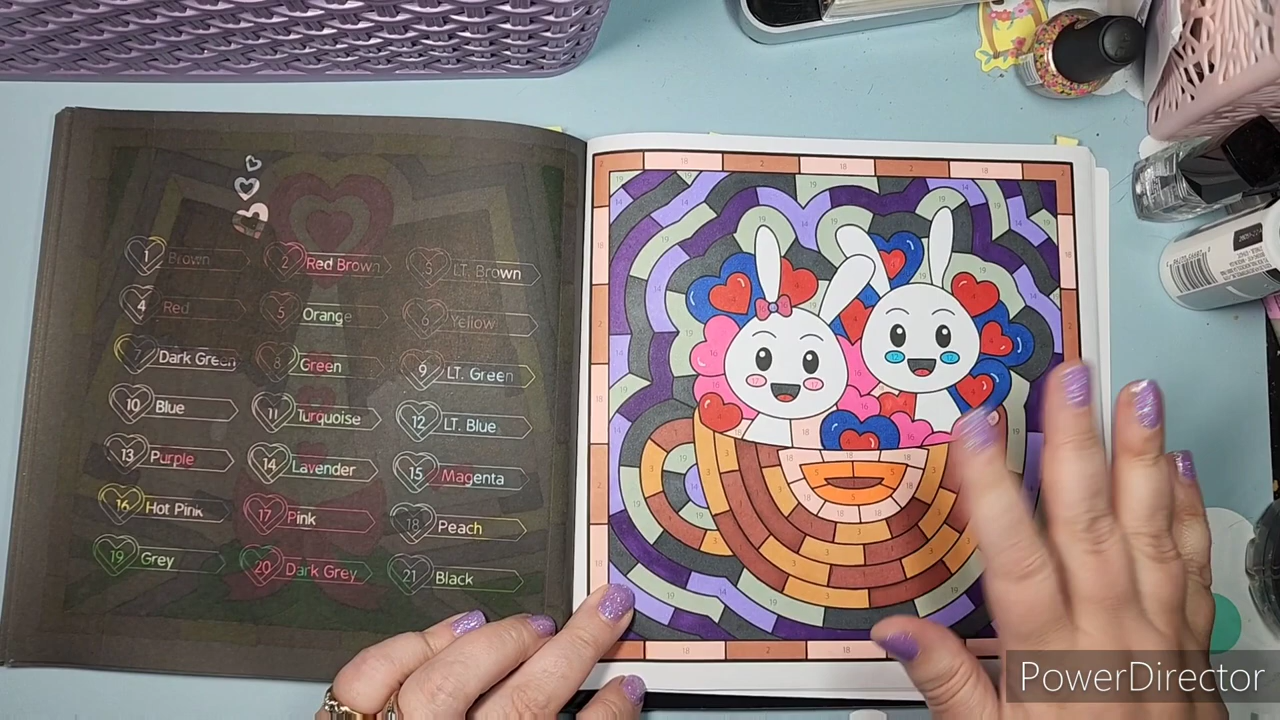 1 Brown
2 Red Brown
3 LT. Brown
4 Red
5 Orange
6 Yellow
7 Dark Green
8 Green
9 LT. Green
10 Blue
11 Turquoise
12 LT. Blue
13 Purple
14 Lavender
15 Magenta
16 Hot Pink
17 Pink
18 Peach
19 Grey
20 Dark Grey
21 Black
PowerDirector